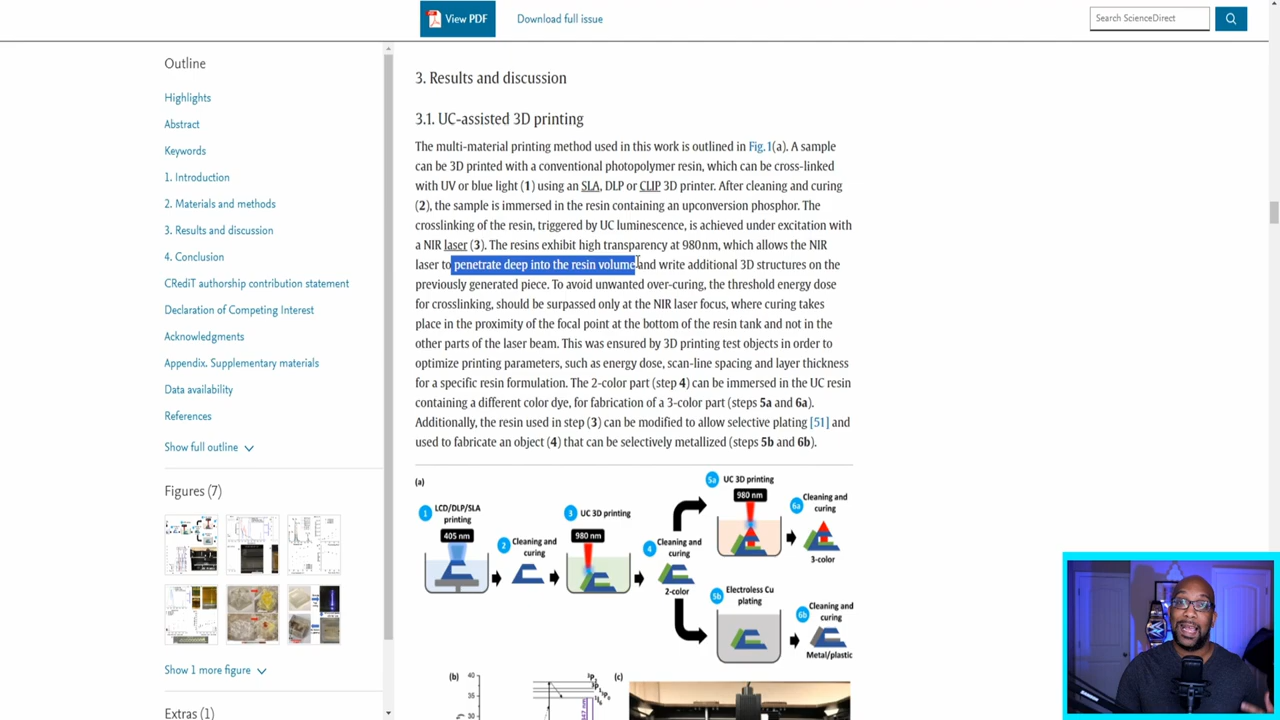 View PDF
Download full issue
Search ScienceDirect
Outline
Highlights
Abstract
Keywords
1. Introduction
2. Materials and methods
3. Results and discussion
4. Conclusion
CRediT authorship contribution statement
Declaration of Competing Interest
Acknowledgments
Appendix. Supplementary materials
Data availability
References
Show full outline
Figures (7)
Show 1 more figure
Extras (1)
3. Results and discussion
3.1. UC-assisted 3D printing
The multi-material printing method used in this work is outlined in Fig. 1(a). A sample
can be 3D printed with a conventional photopolymer resin, which can be cross-linked
with UV or blue light (1) using an SLA, DLP or CLIP 3D printer. After cleaning and curing
(2), the sample is immersed in the resin containing an upconversion phosphor. The
crosslinking of the resin, triggered by UC luminescence, is achieved under excitation with
a NIR laser (3). The resins exhibit high transparency at 980nm, which allows the NIR
laser to penetrate deep into the resin volume and write additional 3D structures on the
previously generated piece. To avoid unwanted over-curing, the threshold energy dose
for crosslinking, should be surpassed only at the NIR laser focus, where curing takes
place in the proximity of the focal point at the bottom of the resin tank and not in the
other parts of the laser beam. This was ensured by 3D printing test objects in order to
optimize printing parameters, such as energy dose, scan-line spacing and layer thickness
for a specific resin formulation. The 2-color part (step 4) can be immersed in the UC resin
containing a different color dye, for fabrication of a 3-color part (steps 5a and 6a).
Additionally, the resin used in step (3) can be modified to allow selective plating [51] and
used to fabricate an object (4) that can be selectively metallized (steps 5b and 6b).
(a)
1 LCD/DLP/SLA
printing
405 nm
2 Cleaning and
curing
3 UC 3D printing
980 nm
4 Cleaning and
curing
2-color
5a UC 3D printing
980 nm
6a Cleaning and
curing
3-color
5b Electroless Cu
plating
6b Cleaning and
curing
Metal/plastic
(b)
40
35
(c)